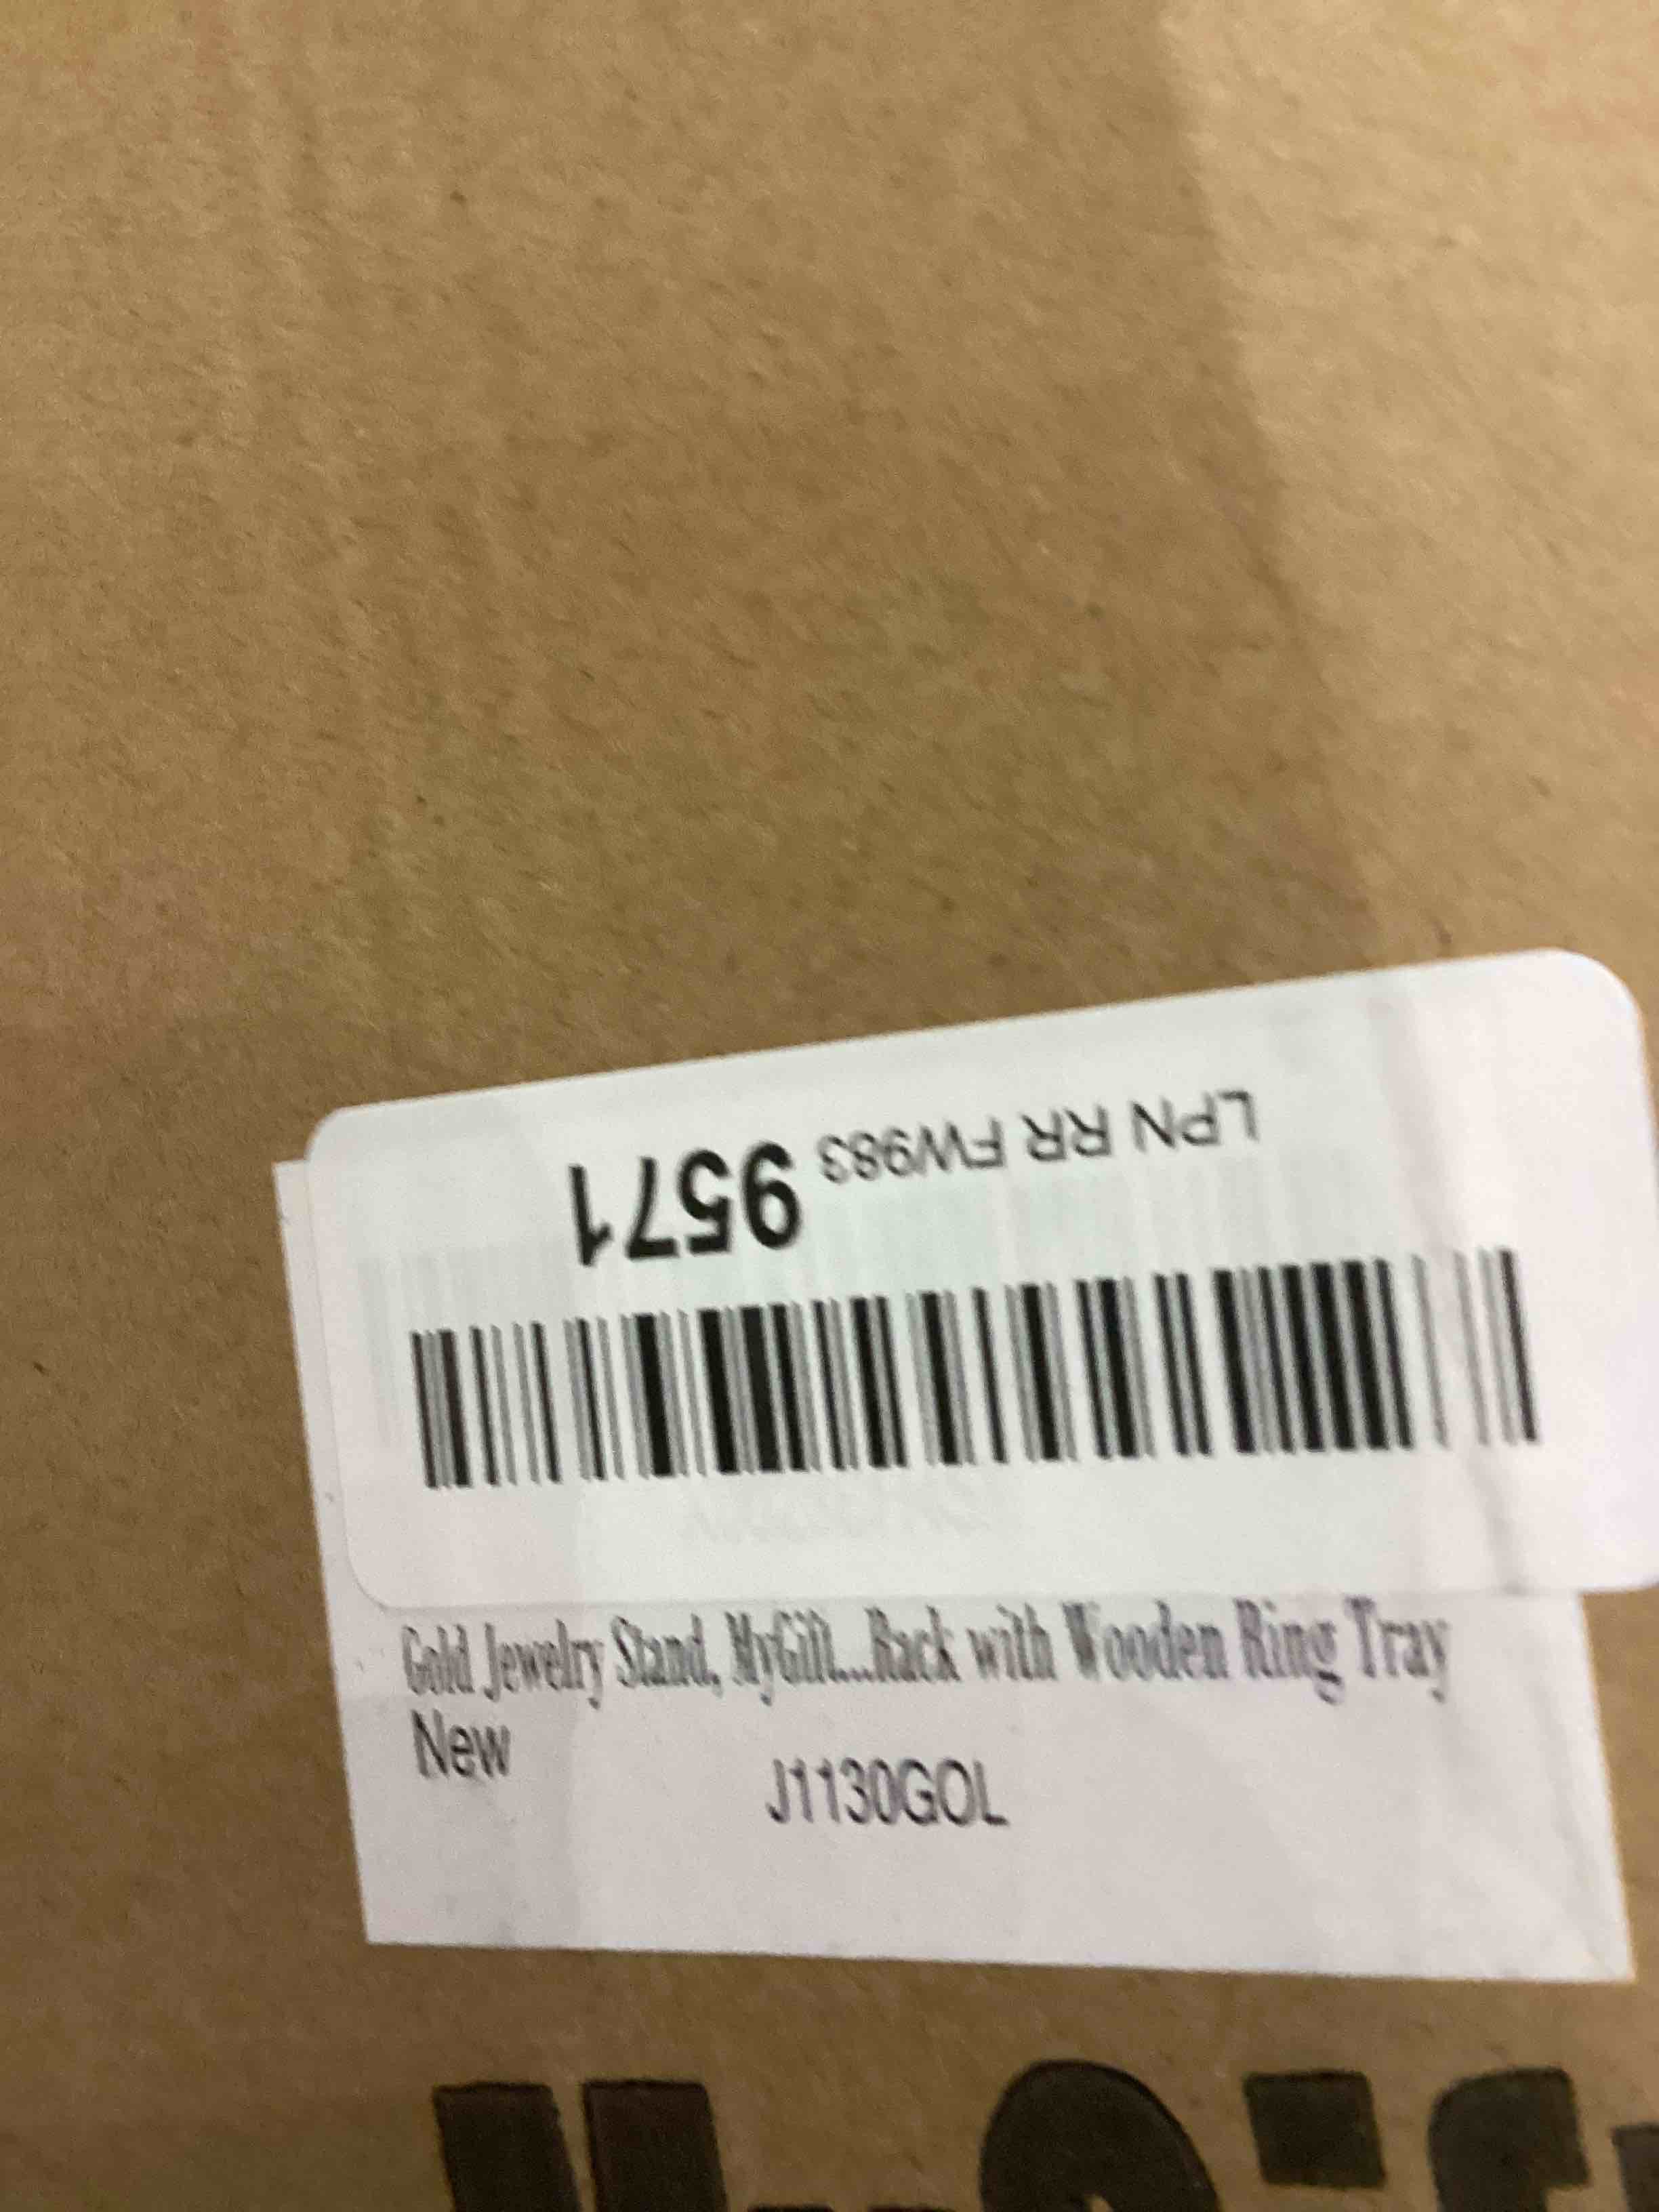 LPN RR FW983 9571
Gold Jewelry Stand, MyGift...Rack with Wooden Ring Tray
New
J1130GOL